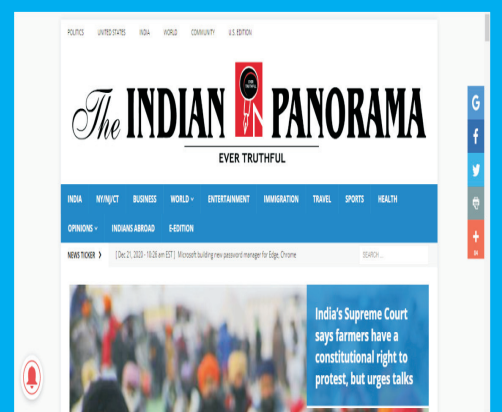 POLITICS UNITED STATES INDIA WORLD COMMUNITY U.S. EDITION
The INDIAN PANORAMA
EVER TRUTHFUL
INDIA NY/NJ/CT BUSINESS WORLD ENTERTAINMENT IMMIGRATION TRAVEL SPORTS HEALTH
OPINIONS INDIANS ABROAD E-EDITION
NEWS TICKER [ Dec 21, 2020 - 10:26 am EST ] Microsoft building new password manager for Edge, Chrome SEARCH ...
India's Supreme Court
says farmers have a
constitutional right to
protest, but urges talks